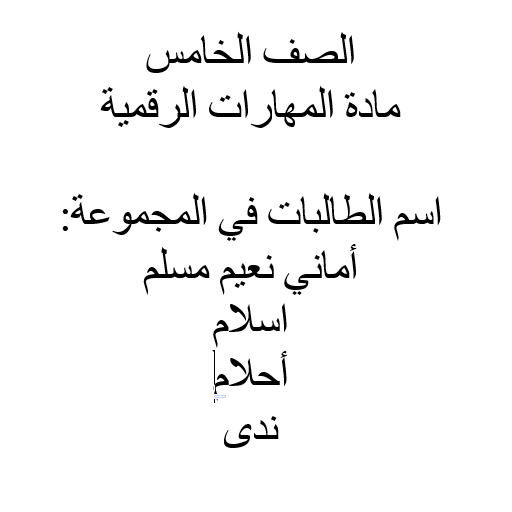 الصف الخامس
مادة المهارات الرقمية
اسم الطالبات في المجموعة:
أماني نعيم مسلم
اسلام
أحلام
ندى